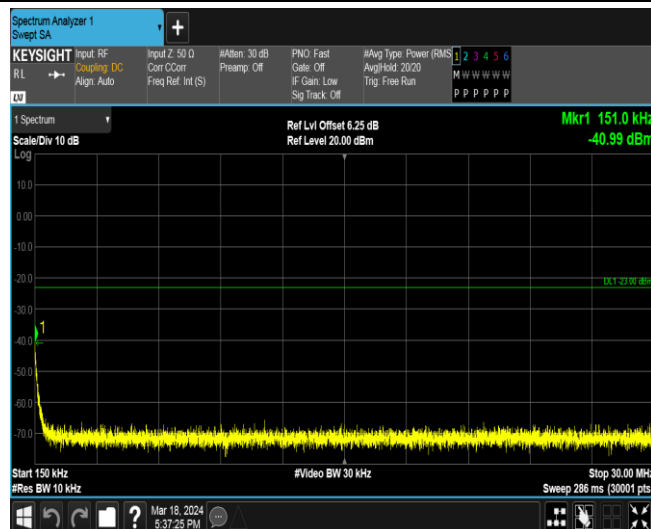 Spectrum Analyzer 1
Swept SA
+
KEYSIGHT
RL
LXI
Input: RF
Coupling: DC
Align: Auto
Input Z: 50 Ω
Corr CCorr
Freq Ref: Int (S)
#Atten: 30 dB
Preamp: Off
PNO: Fast
Gate: Off
IF Gain: Low
Sig Track: Off
#Avg Type: Power (RMS
Avg|Hold: 20/20
Trig: Free Run
1 2 3 4 5 6
M W W W W W
P P P P P P
1 Spectrum
Scale/Div 10 dB
Log
Ref Lvl Offset 6.25 dB
Ref Level 20.00 dBm
Mkr1 151.0 kHz
-40.99 dBm
10.0
0.00
-10.0
-20.0
DL1 -23.00 dBm
-30.0
1
-40.0
-50.0
-60.0
-70.0
Start 150 kHz
#Video BW 30 kHz
Stop 30.00 MHz
#Res BW 10 kHz
Sweep 286 ms (30001 pts
?
Mar 18, 2024
5:37:25 PM